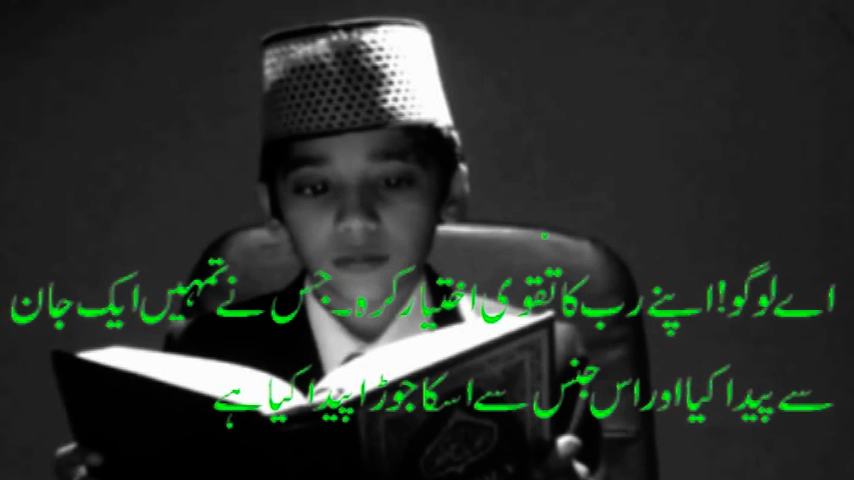 اے لوگو! اپنے رب کا تقوی اختیار کرہ۔ جس نے تمہیں ایک جان
سے پیدا کیا اور اس جنس سے اسکا جوڑا پیدا کیا ہے